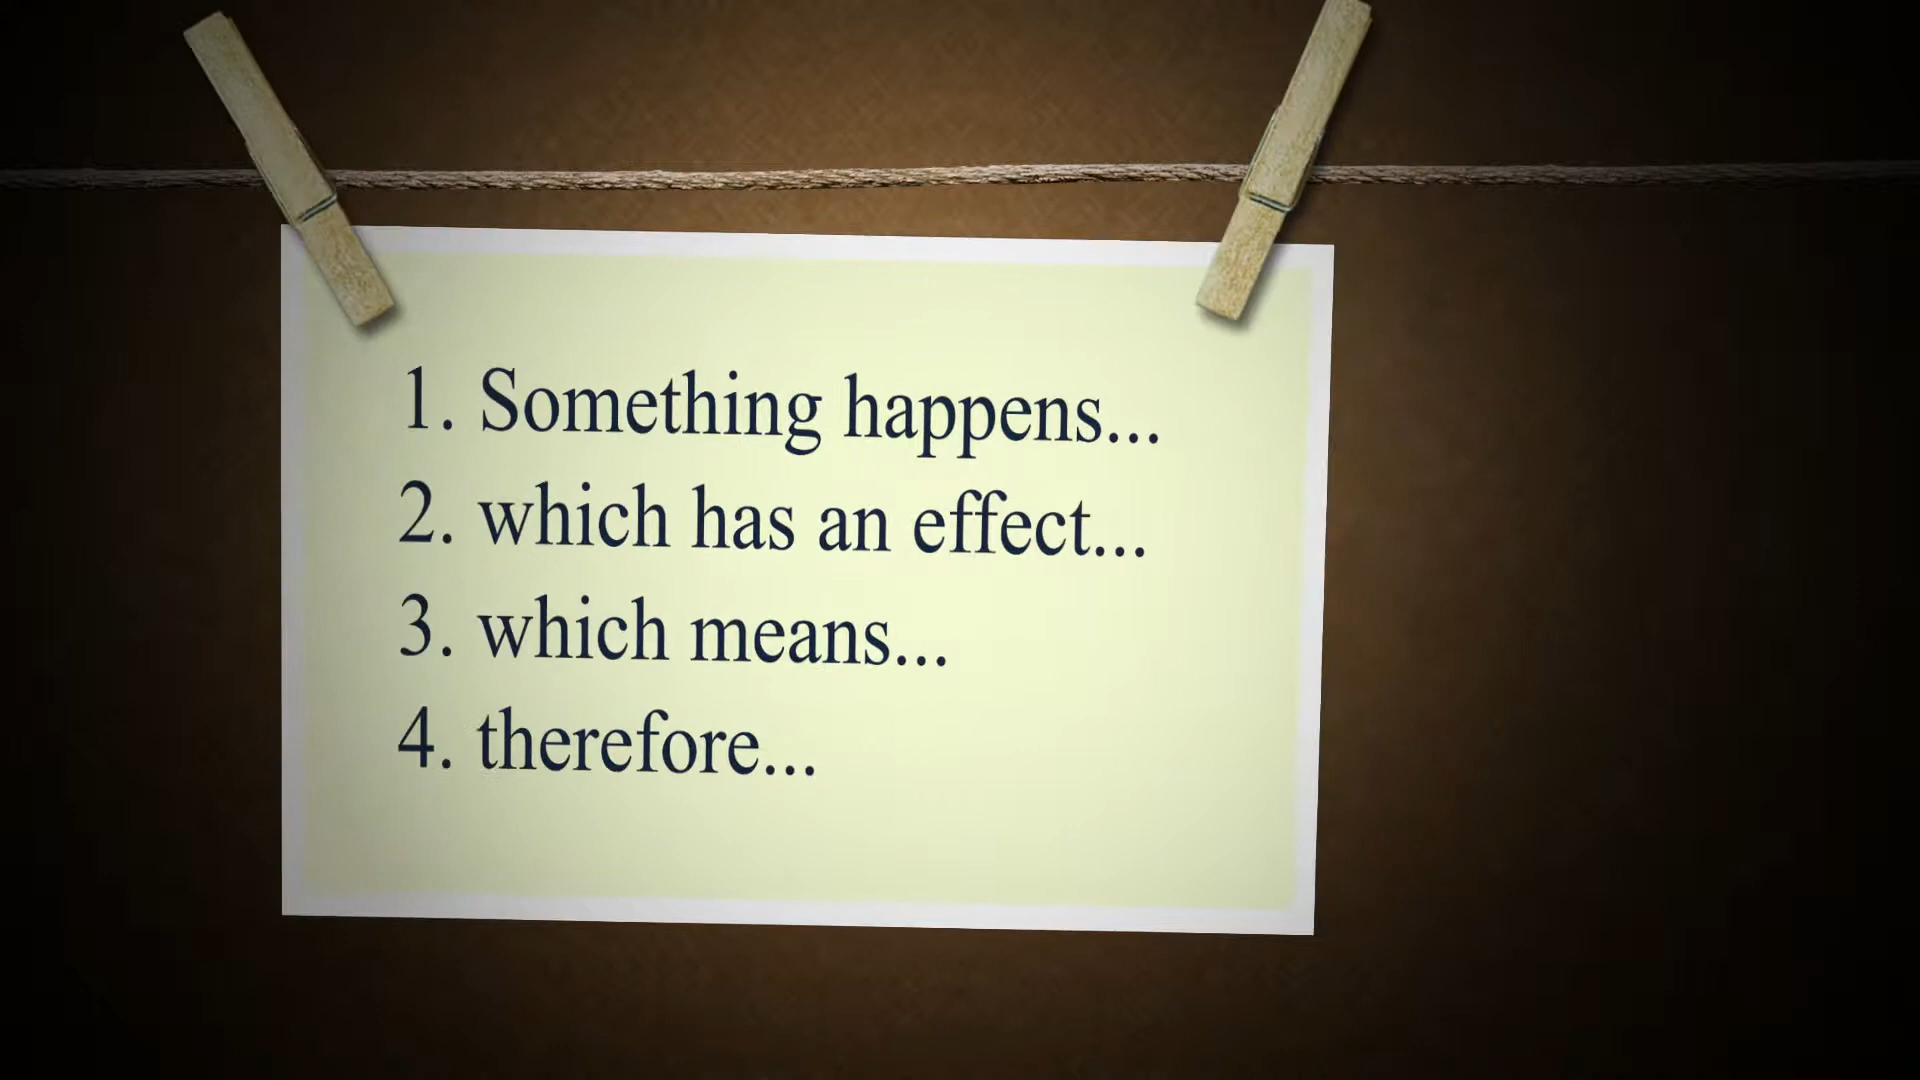 1. Something happens...
2. which has an effect...
3. which means...
4. therefore...